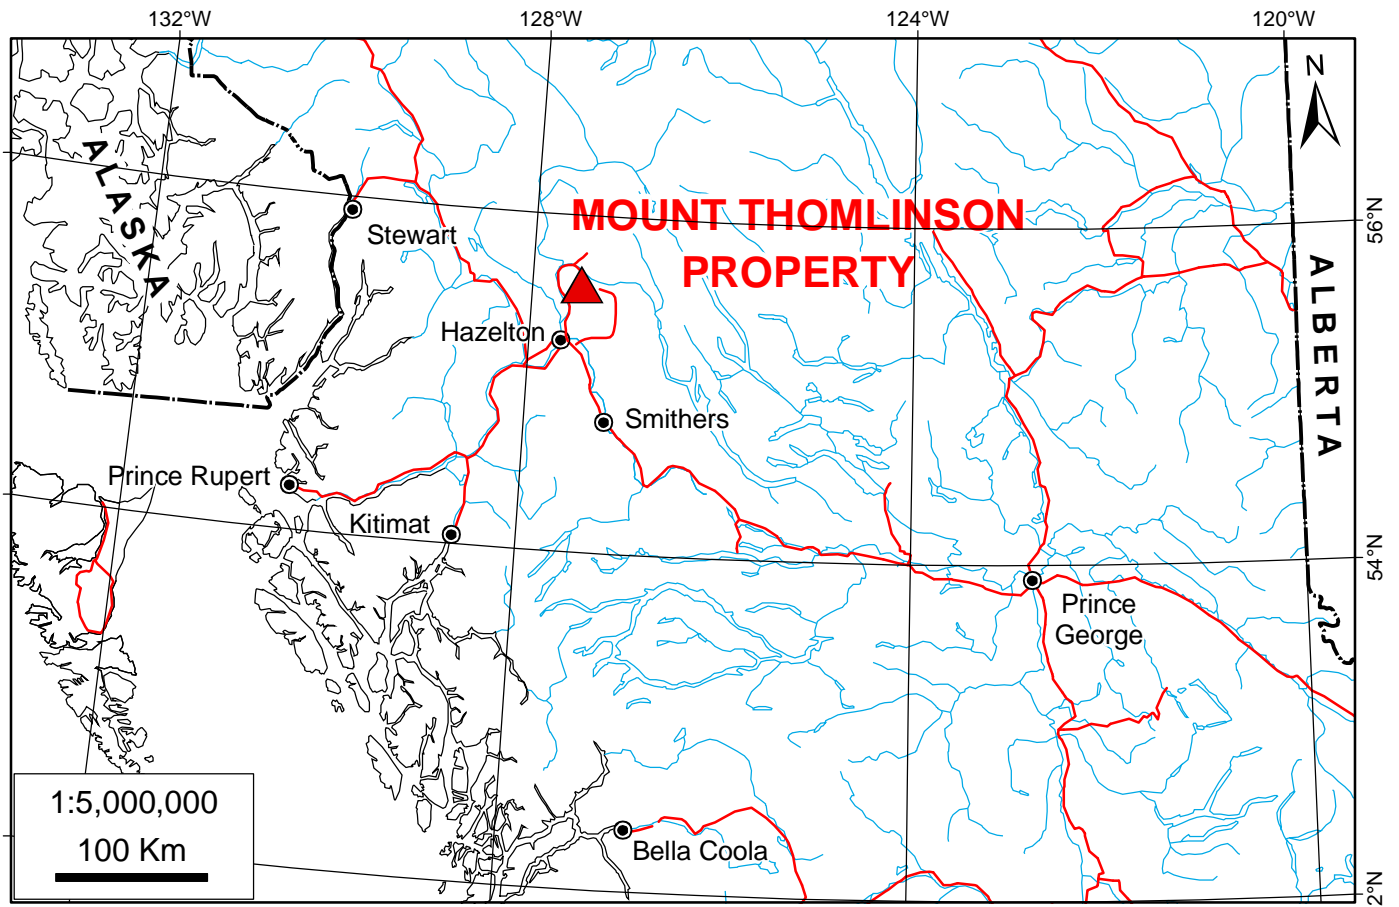 132°W
128°W
124°W
120°W
N
ALASKA
MOUNT THOMLINSON
PROPERTY
56°N
Stewart
ALBERTA
Hazelton
Smithers
Prince Rupert
Kitimat
54°N
Prince
George
1:5,000,000
100 Km
Bella Coola
2°N